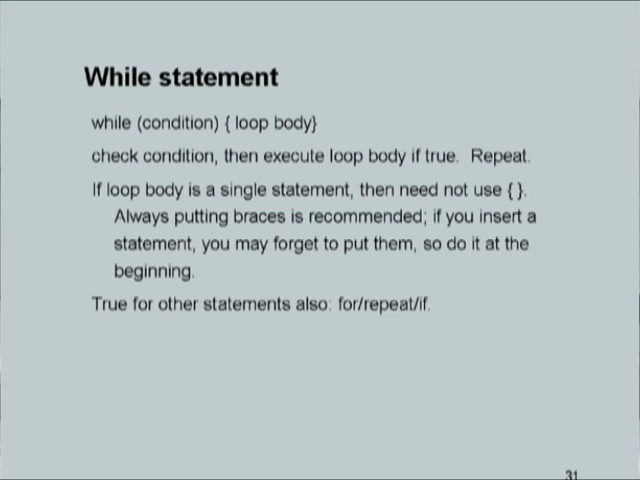 While statement
while (condition) { loop body}
check condition, then execute loop body if true. Repeat.
If loop body is a single statement, then need not use { }.
Always putting braces is recommended; if you insert a
statement, you may forget to put them, so do it at the
beginning.
True for other statements also: for/repeat/if.
31